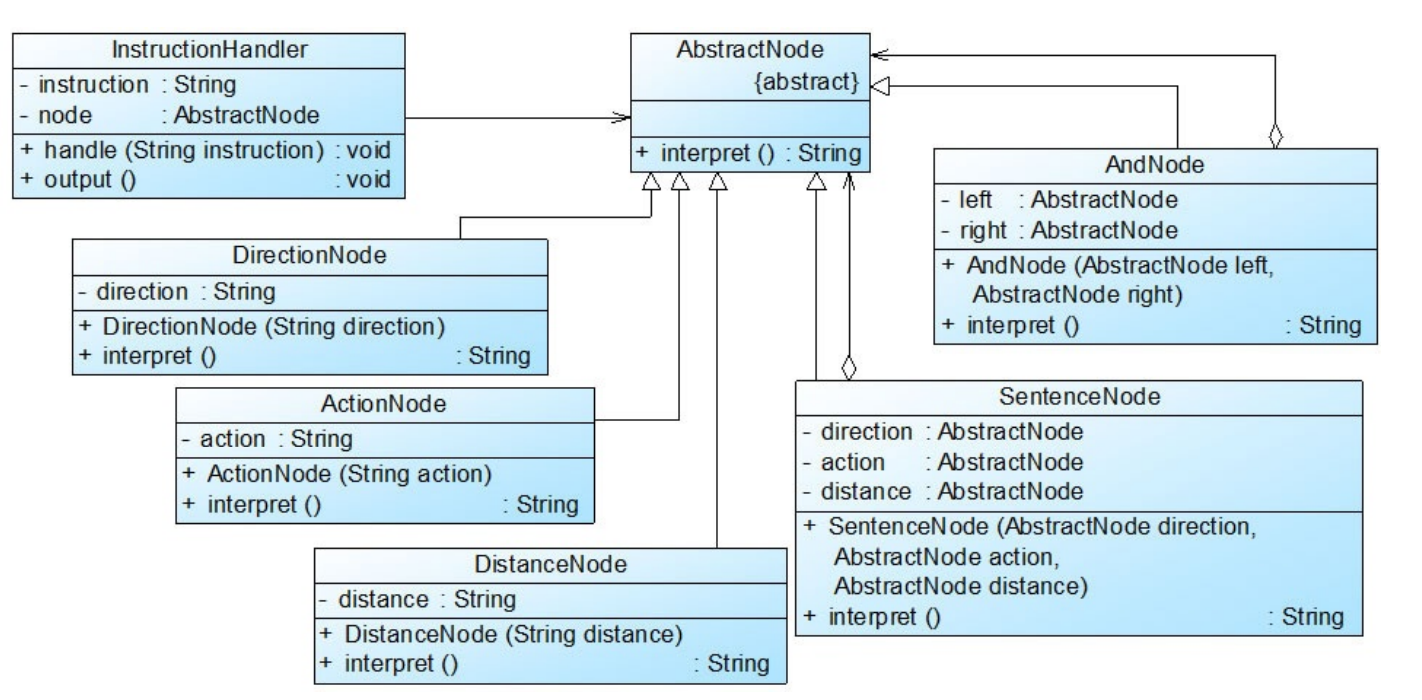 InstructionHandler
- instruction : String
- node : AbstractNode
+ handle (String instruction) : void
+ output () : void
AbstractNode
{abstract}
+ interpret () : String
AndNode
- left : AbstractNode
- right : AbstractNode
+ AndNode (AbstractNode left,
AbstractNode right)
+ interpret () : String
DirectionNode
- direction : String
+ DirectionNode (String direction)
+ interpret () : String
ActionNode
- action : String
+ ActionNode (String action)
+ interpret () : String
SentenceNode
- direction : AbstractNode
- action : AbstractNode
- distance : AbstractNode
+ SentenceNode (AbstractNode direction,
AbstractNode action,
AbstractNode distance)
+ interpret () : String
DistanceNode
- distance : String
+ DistanceNode (String distance)
+ interpret () : String